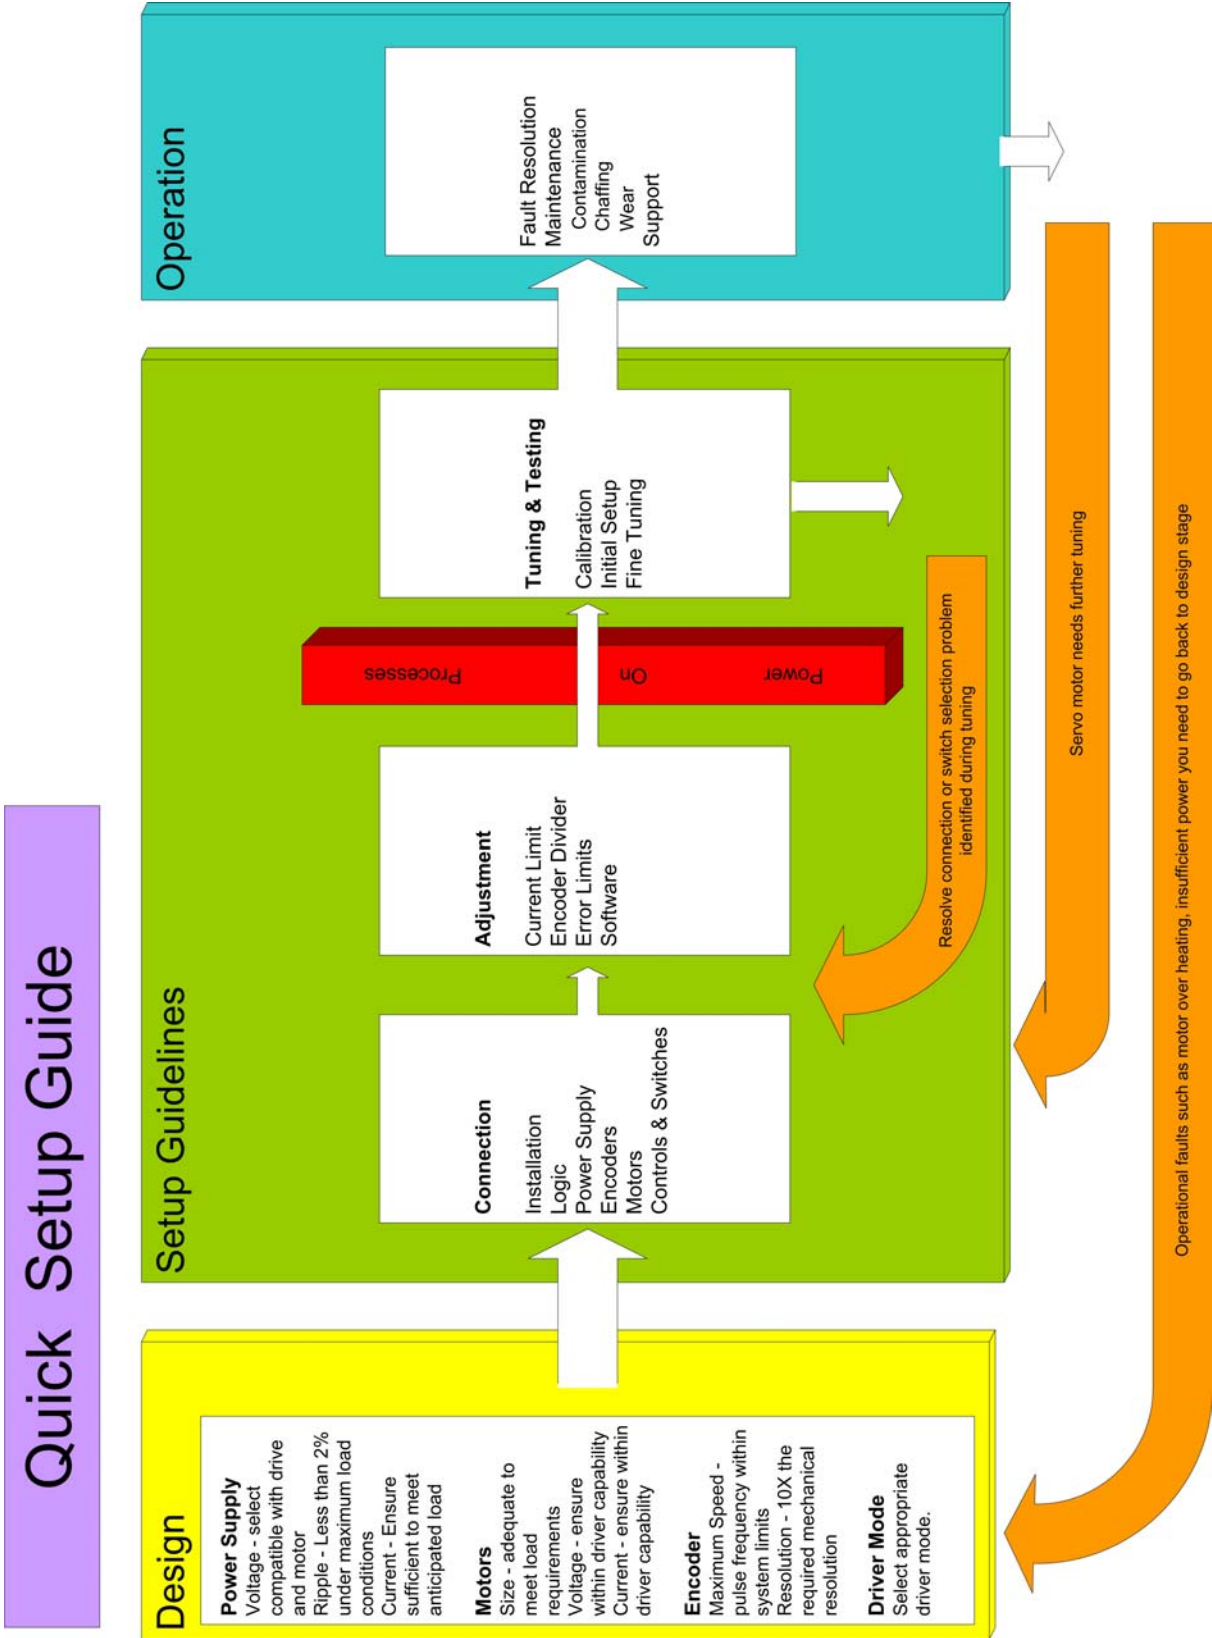 Quick Setup Guide
Design
Power Supply
Voltage - select
compatible with drive
and motor
Ripple - Less than 2%
under maximum load
conditions
Current - Ensure
sufficient to meet
anticipated load
Motors
Size - adequate to
meet load
requirements
Voltage - ensure
within driver capability
Current - ensure within
driver capability
Encoder
Maximum Speed -
pulse frequency within
system limits
Resolution - 10X the
required mechanical
resolution
Driver Mode
Select appropriate
driver mode.
Setup Guidelines
Connection
Installation
Logic
Power Supply
Encoders
Motors
Controls & Switches
Adjustment
Current Limit
Encoder Divider
Error Limits
Software
Power On Processes
Tuning & Testing
Calibration
Initial Setup
Fine Tuning
Resolve connection or switch selection problem
identified during tuning
Operation
Fault Resolution
Maintenance
Contamination
Chaffing
Wear
Support
Servo motor needs further tuning
Operational faults such as motor over heating, insufficient power you need to go back to design stage